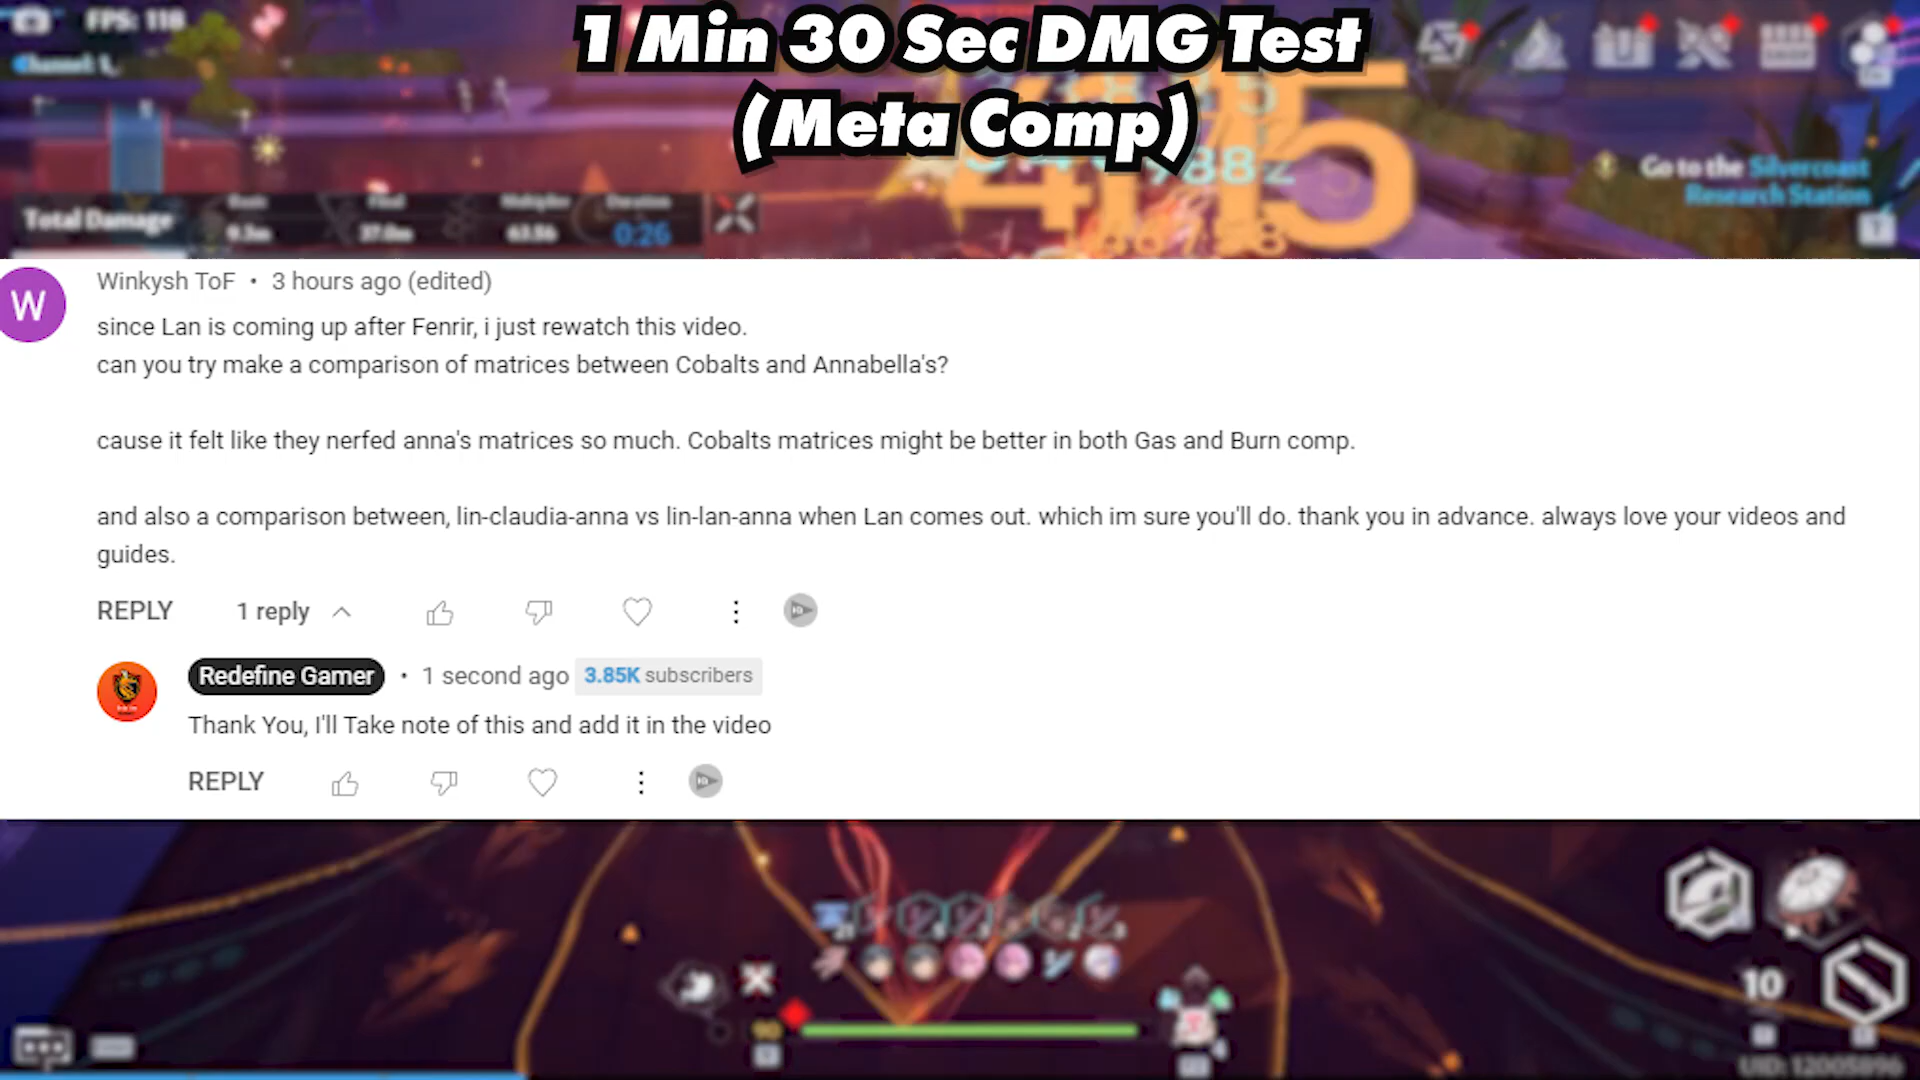 FPS: 118
1 Min 30 Sec DMG Test
(Meta Comp)
Go to the Silvercoast
Research Station
Total Damage
0:26
W
Winkysh ToF • 3 hours ago (edited)
since Lan is coming up after Fenrir, i just rewatch this video.
can you try make a comparison of matrices between Cobalts and Annabella's?
cause it felt like they nerfed anna's matrices so much. Cobalts matrices might be better in both Gas and Burn comp.
and also a comparison between, lin-claudia-anna vs lin-lan-anna when Lan comes out. which im sure you'll do. thank you in advance. always love your videos and
guides.
REPLY 1 reply
Redefine Gamer • 1 second ago 3.85K subscribers
Thank You, I'll Take note of this and add it in the video
REPLY
10